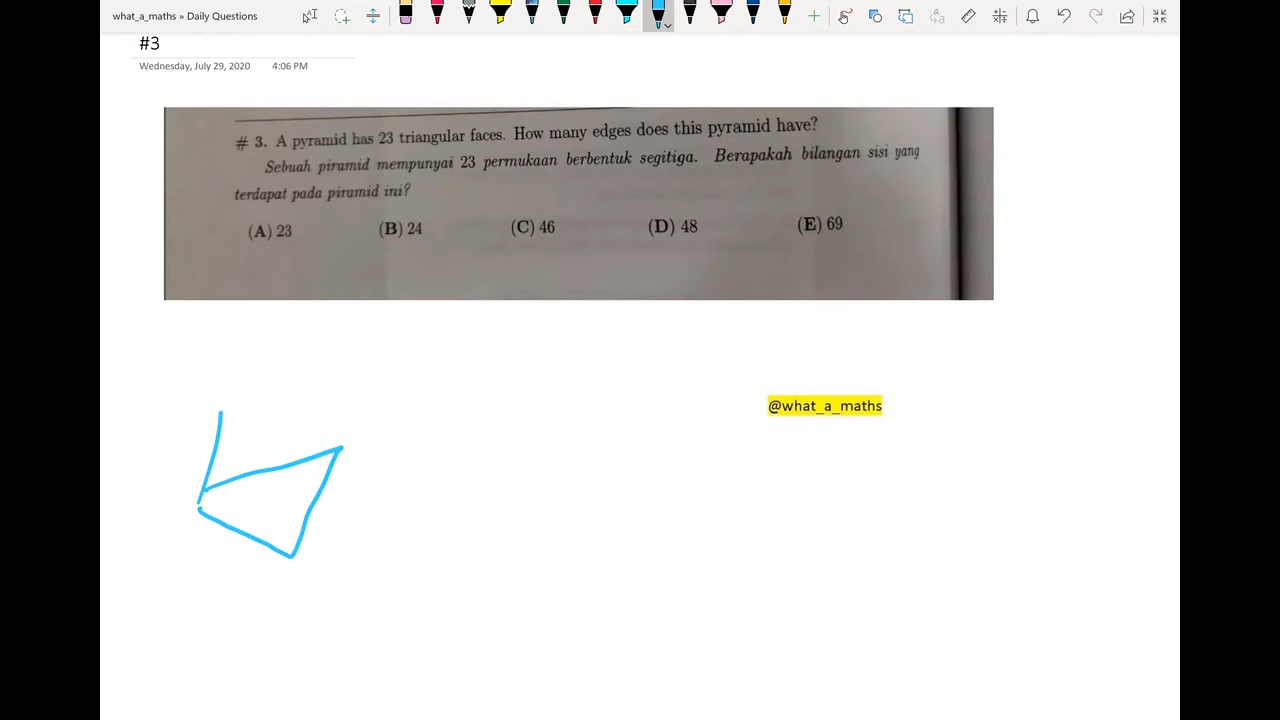 what_a_maths » Daily Questions
#3
Wednesday, July 29, 2020 4:06 PM
# 3. A pyramid has 23 triangular faces. How many edges does this pyramid have?
Sebuah piramid mempunyai 23 permukaan berbentuk segitiga. Berapakah bilangan sisi yang
terdapat pada piramid ini?
(A) 23 (B) 24 (C) 46 (D) 48 (E) 69
@what_a_maths